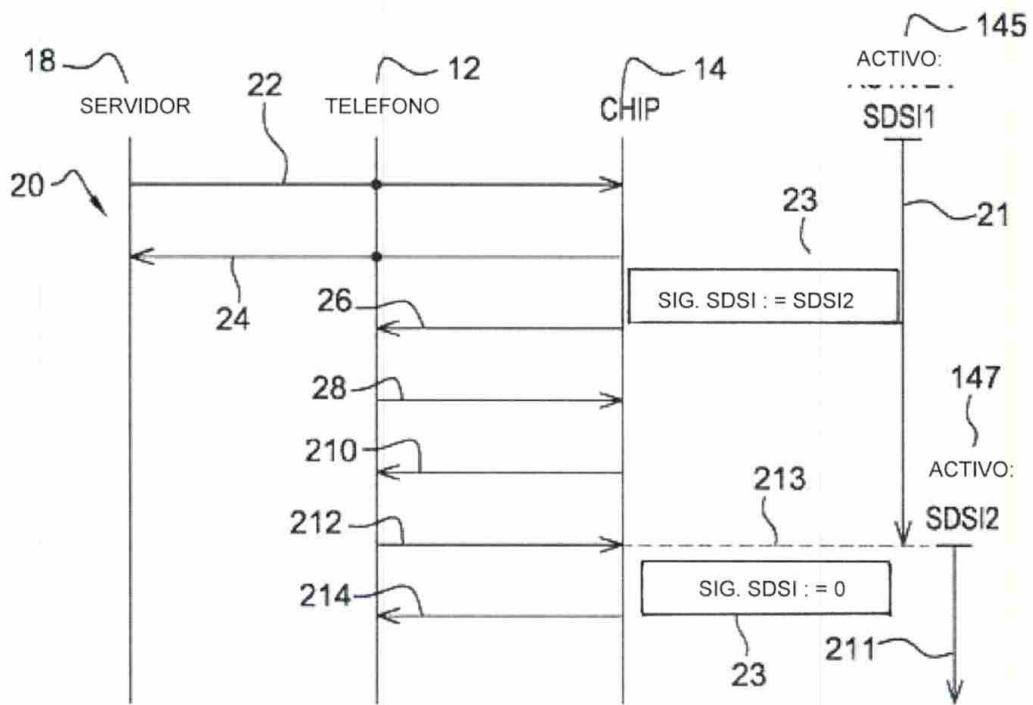 145
18
12
14
ACTIVO:
SERVIDOR
22
TELEFONO
CHIP
SDSI1
20
23
21
24
26
SIG. SDSI : = SDSI2
28
147
210
ACTIVO:
212
213
SDSI2
214
SIG. SDSI : = 0
23
211